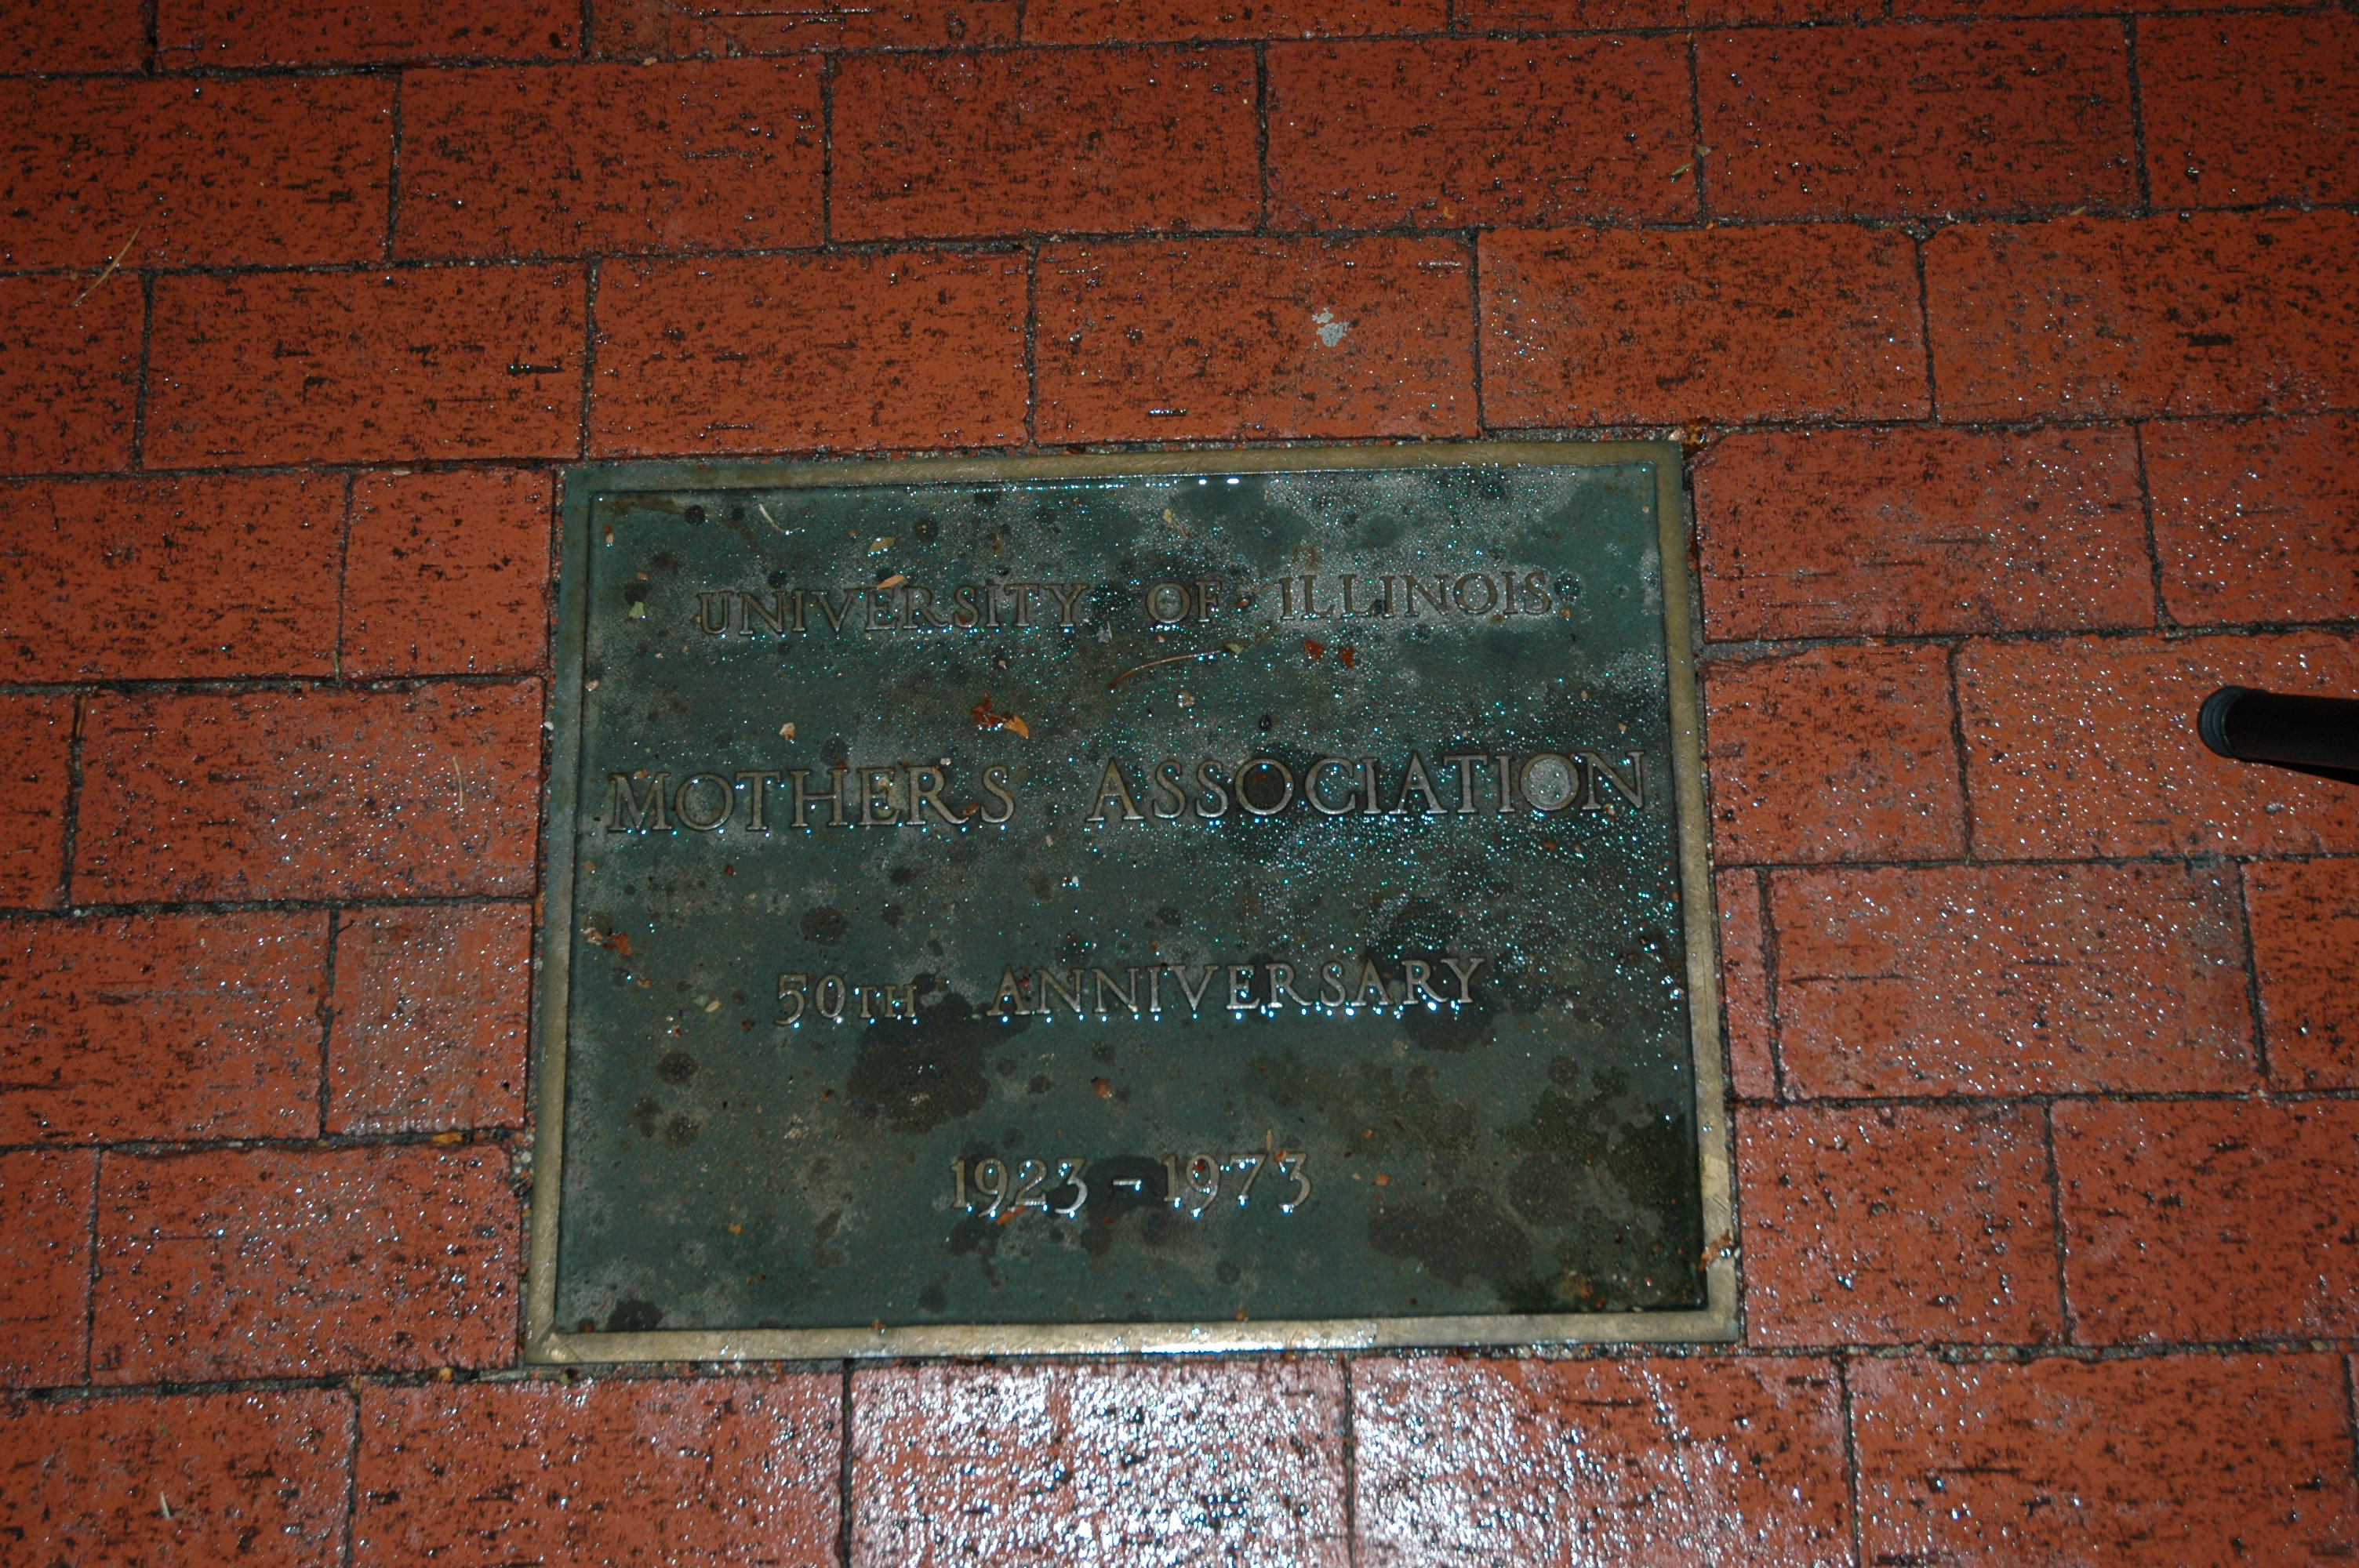 UNIVERSITY OF ILLINOIS
MOTHERS ASSOCIATION
50TH ANNIVERSARY
1923-1973